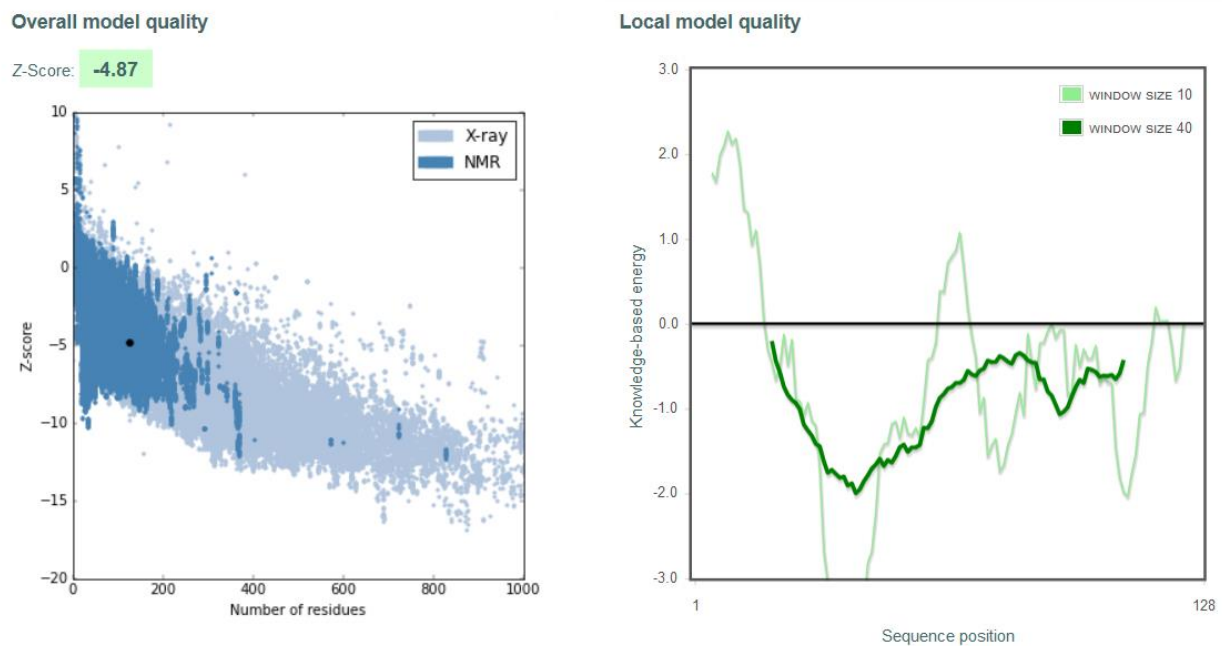 Overall model quality
Z-Score: -4.87
10
5
0
−5
−10
−15
−20
Z-score
X-ray
NMR
0
200
400
600
800
1000
Number of residues
Local model quality
3.0
2.0
1.0
0.0
-1.0
-2.0
-3.0
Knowledge-based energy
WINDOW SIZE 10
WINDOW SIZE 40
1
128
Sequence position